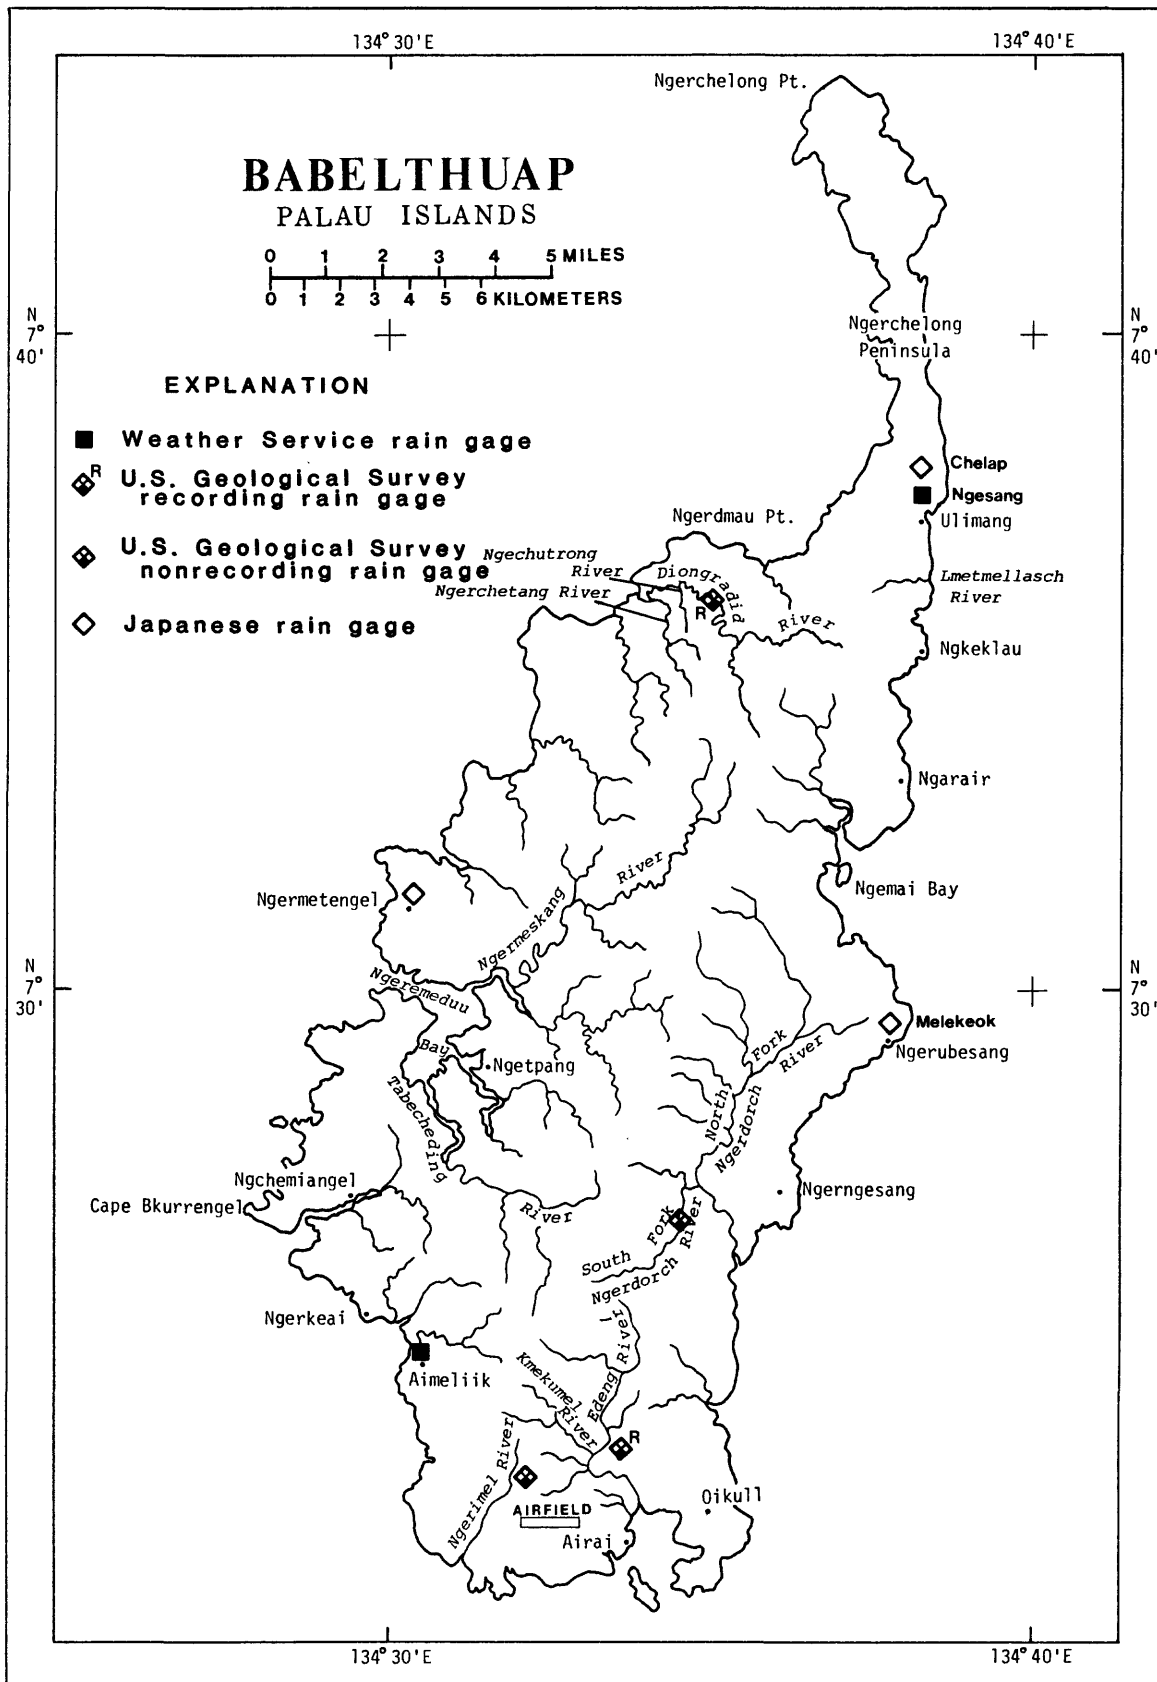 134°30'E
134°40'E
Ngerchelong Pt.
BABELTHUAP
PALAU ISLANDS
0 1 2 3 4 5 MILES
0 1 2 3 4 5 6 KILOMETERS
N
7°
40'
N
7°
40'
Ngerchelong
Peninsula
EXPLANATION
Weather Service rain gage
R
U.S. Geological Survey
recording rain gage
U.S. Geological Survey
nonrecording rain gage
Japanese rain gage
Chelap
Ngesang
Ulimang
Ngerdmau Pt.
Ngechutrong
River
Diongradid
River
Ngerchetang River
R
Lmetmellasch
River
Ngkeklau
Ngarair
Ngemai Bay
Ngermeskang
River
Ngermetengel
N
7°
30'
N
7°
30'
Ngeremeduu
Bay
Melekeok
Ngerubesang
Ngetpang
Tabecheding
River
North
Fork
Ngerdorch
River
Ngchemiangel
Cape Bkurrengel
Ngerngesang
South
Fork
Ngerdorch
River
Ngerkeai
Aimeliik
Kmekumel
River
Edeng
River
R
Ngerimel
River
AIRFIELD
Airai
Oikull
134°30'E
134°40'E